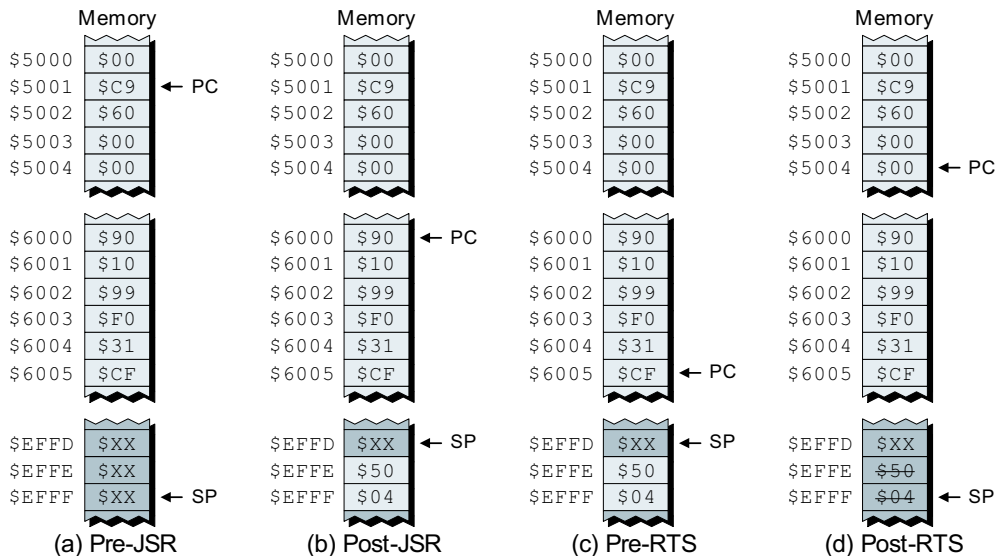 Memory Memory Memory Memory
$5000 $00 $5000 $00 $5000 $00 $5000 $00
$5001 $C9 PC $5001 $C9 $5001 $C9 $5001 $C9
$5002 $60 $5002 $60 $5002 $60 $5002 $60
$5003 $00 $5003 $00 $5003 $00 $5003 $00
$5004 $00 $5004 $00 $5004 $00 $5004 $00 PC
$6000 $90 $6000 $90 PC $6000 $90 $6000 $90
$6001 $10 $6001 $10 $6001 $10 $6001 $10
$6002 $99 $6002 $99 $6002 $99 $6002 $99
$6003 $F0 $6003 $F0 $6003 $F0 $6003 $F0
$6004 $31 $6004 $31 $6004 $31 $6004 $31
$6005 $CF $6005 $CF $6005 $CF PC $6005 $CF
$EFFD $XX $EFFD $XX SP $EFFD $XX SP $EFFD $XX
$EFFE $XX $EFFE $50 $EFFE $50 $EFFE $50
$EFFF $XX SP $EFFF $04 $EFFF $04 $EFFF $04 SP
(a) Pre-JSR (b) Post-JSR (c) Pre-RTS (d) Post-RTS